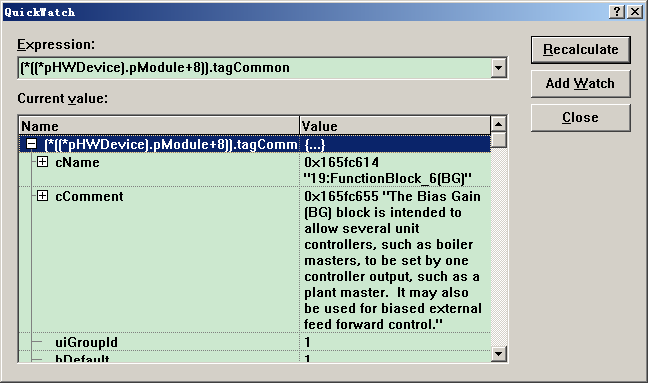 QuickWatch
Expression:
(*((*pHWDevice).pModule+8)).tagCommon
Recalculate
Add Watch
Close
Current value:
Name Value
(*((*pHWDevice).pModule+8)).tagComm {...}
cName 0x165fc614
"19:FunctionBlock_6(BG)"
cComment 0x165fc655 "The Bias Gain
(BG) block is intended to
allow several unit
controllers, such as boiler
masters, to be set by one
controller output, such as a
plant master. It may also
be used for biased external
feed forward control."
uiGroupId 1
bDefault 1